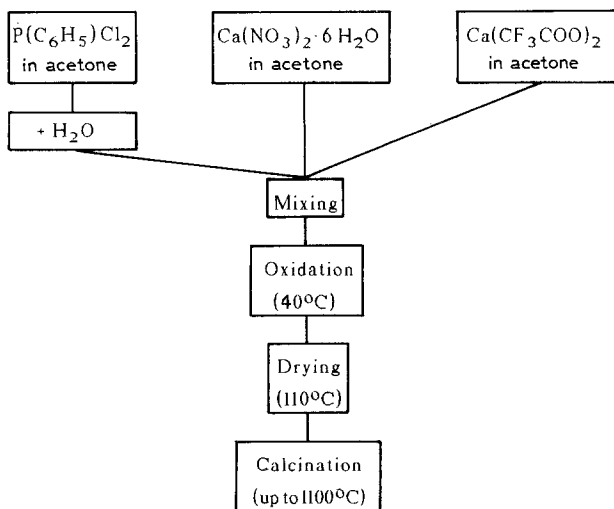 P(C₆H₅)Cl₂
in acetone
Ca(NO₃)₂·6 H₂O
in acetone
Ca(CF₃COO)₂
in acetone
+ H₂O
Mixing
Oxidation
(40°C)
Drying
(110°C)
Calcination
(up to 1100°C)